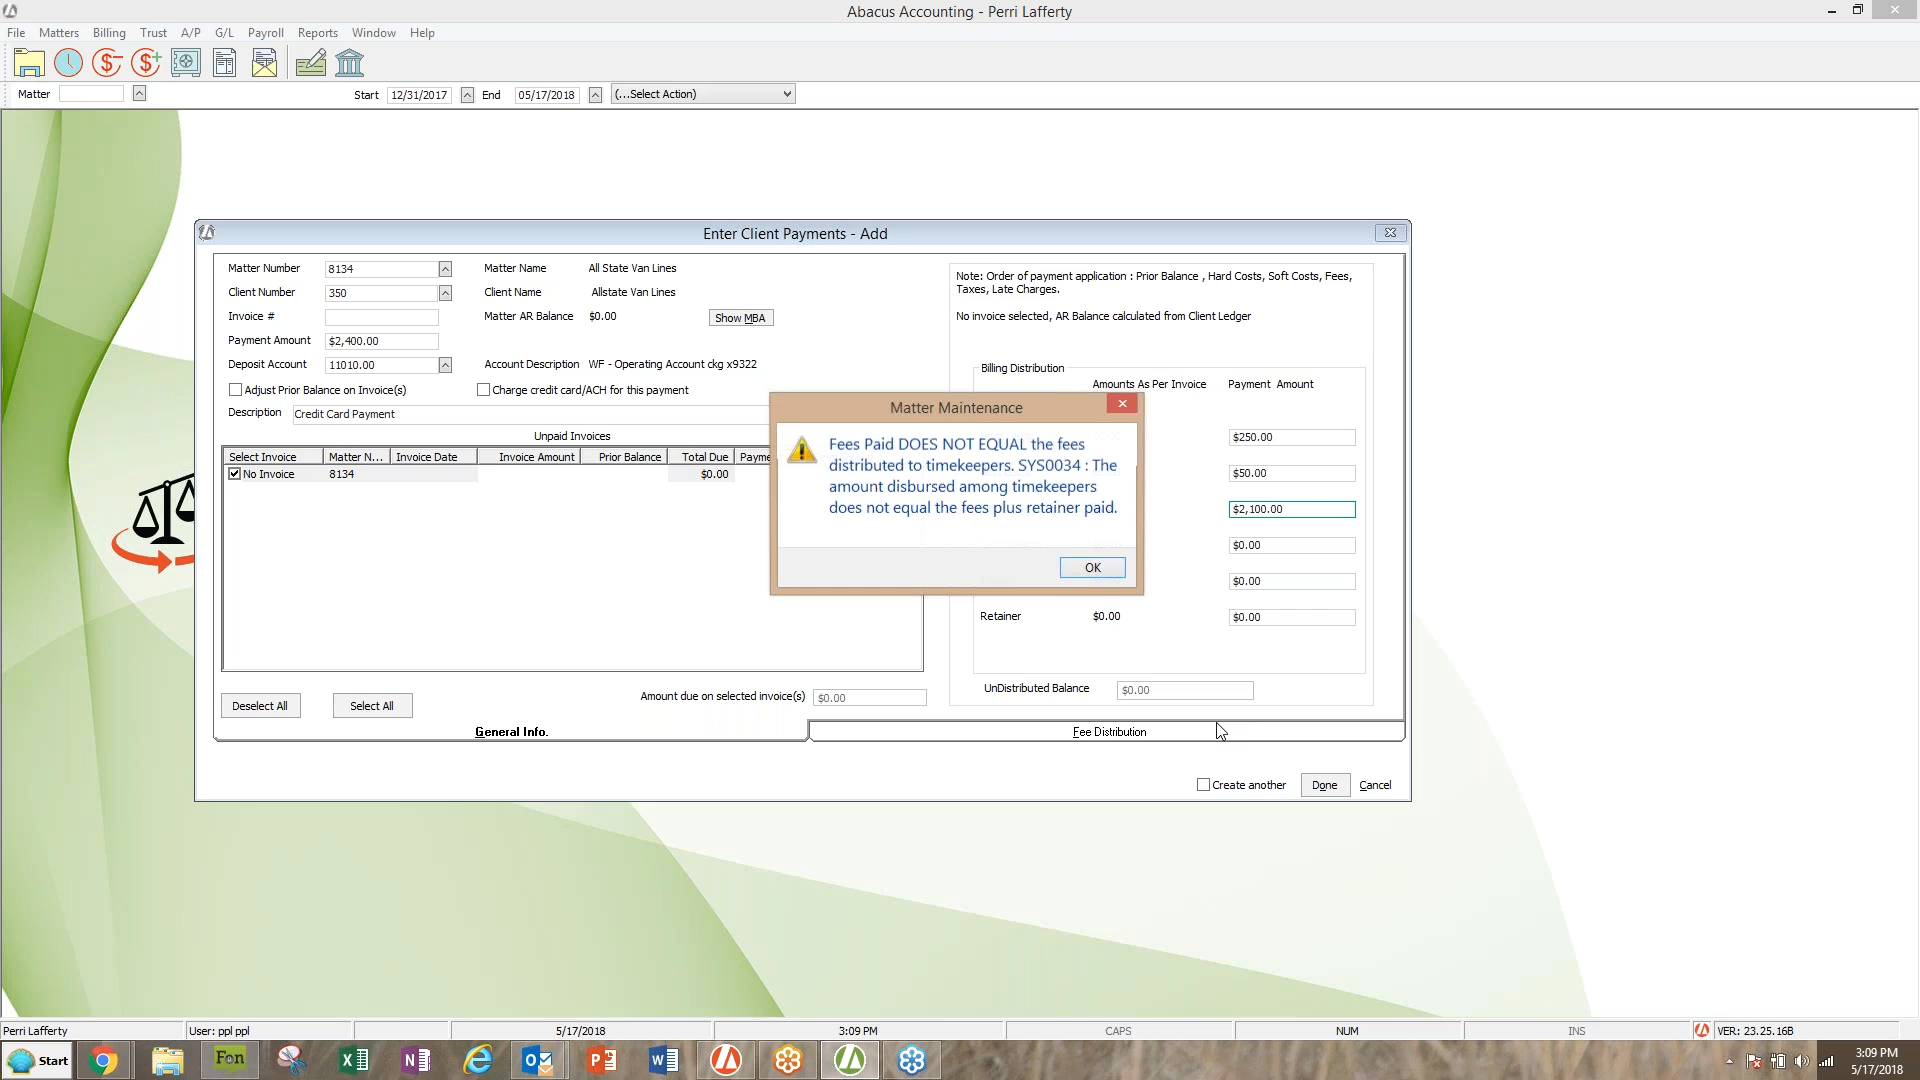 Abacus Accounting - Perri Lafferty
File Matters Billing Trust A/P G/L Payroll Reports Window Help
Matter Start 12/31/2017 End 05/17/2018 (...Select Action)
Enter Client Payments - Add
Matter Number 8134 Matter Name All State Van Lines
Client Number 350 Client Name Allstate Van Lines
Invoice # Matter AR Balance $0.00 Show MBA
Payment Amount $2,400.00
Deposit Account 11010.00 Account Description WF - Operating Account ckg x9322
Adjust Prior Balance on Invoice(s) Charge credit card/ACH for this payment
Description Credit Card Payment
Unpaid Invoices
Select Invoice Matter N... Invoice Date Invoice Amount Prior Balance Total Due Payme
No Invoice 8134 $0.00
Note: Order of payment application : Prior Balance , Hard Costs, Soft Costs, Fees,
Taxes, Late Charges.
No invoice selected, AR Balance calculated from Client Ledger
Billing Distribution
Amounts As Per Invoice Payment Amount
$250.00
$50.00
$2,100.00
$0.00
$0.00
Retainer $0.00 $0.00
UnDistributed Balance $0.00
Matter Maintenance
Fees Paid DOES NOT EQUAL the fees
distributed to timekeepers. SYS0034 : The
amount disbursed among timekeepers
does not equal the fees plus retainer paid.
OK
Amount due on selected invoice(s) $0.00
Deselect All Select All
General Info. Fee Distribution
Create another Done Cancel
Perri Lafferty User: ppl ppl 5/17/2018 3:09 PM CAPS NUM INS VER: 23.25.16B
Start Fon 3:09 PM
5/17/2018